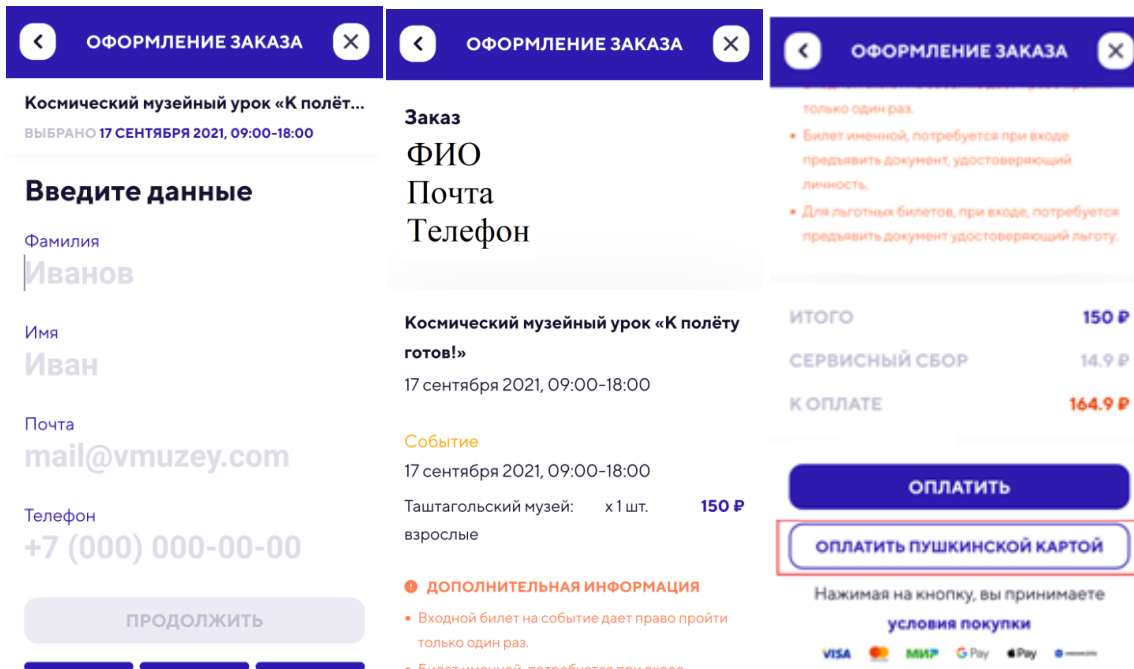 ОФОРМЛЕНИЕ ЗАКАЗА
Космический музейный урок «К полёт...
ВЫБРАНО 17 СЕНТЯБРЯ 2021, 09:00-18:00
Введите данные
Фамилия
Иванов
Имя
Иван
Почта
mail@vmuzey.com
Телефон
+7 (000) 000-00-00
ПРОДОЛЖИТЬ
ОФОРМЛЕНИЕ ЗАКАЗА
Заказ
ФИО
Почта
Телефон
Космический музейный урок «К полёту
готов!»
17 сентября 2021, 09:00-18:00
Событие
17 сентября 2021, 09:00-18:00
Таштагольский музей: х 1 шт. 150 ₽
взрослые
ДОПОЛНИТЕЛЬНАЯ ИНФОРМАЦИЯ
• Входной билет на событие дает право пройти
только один раз.
• Билет именной, потребуется при входе
ОФОРМЛЕНИЕ ЗАКАЗА
только один раз.
• Билет именной, потребуется при входе
предъявить документ, удостоверяющий
личность.
• Для льготных билетов, при входе, потребуется
предъявить документ удостоверяющий льготу.
ИТОГО 150 ₽
СЕРВИСНЫЙ СБОР 14.9 ₽
К ОПЛАТЕ 164.9 ₽
ОПЛАТИТЬ
ОПЛАТИТЬ ПУШКИНСКОЙ КАРТОЙ
Нажимая на кнопку, вы принимаете
условия покупки
VISA МИР G Pay Pay